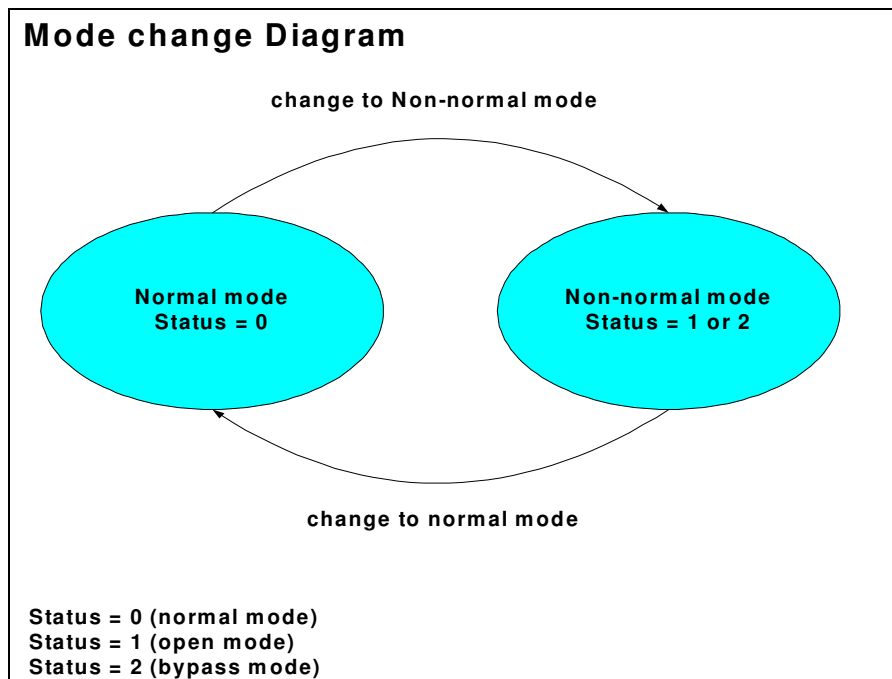 Mode change Diagram
change to Non-normal mode
Normal mode
Status = 0
Non-normal mode
Status = 1 or 2
change to normal mode
Status = 0 (normal mode)
Status = 1 (open mode)
Status = 2 (bypass mode)